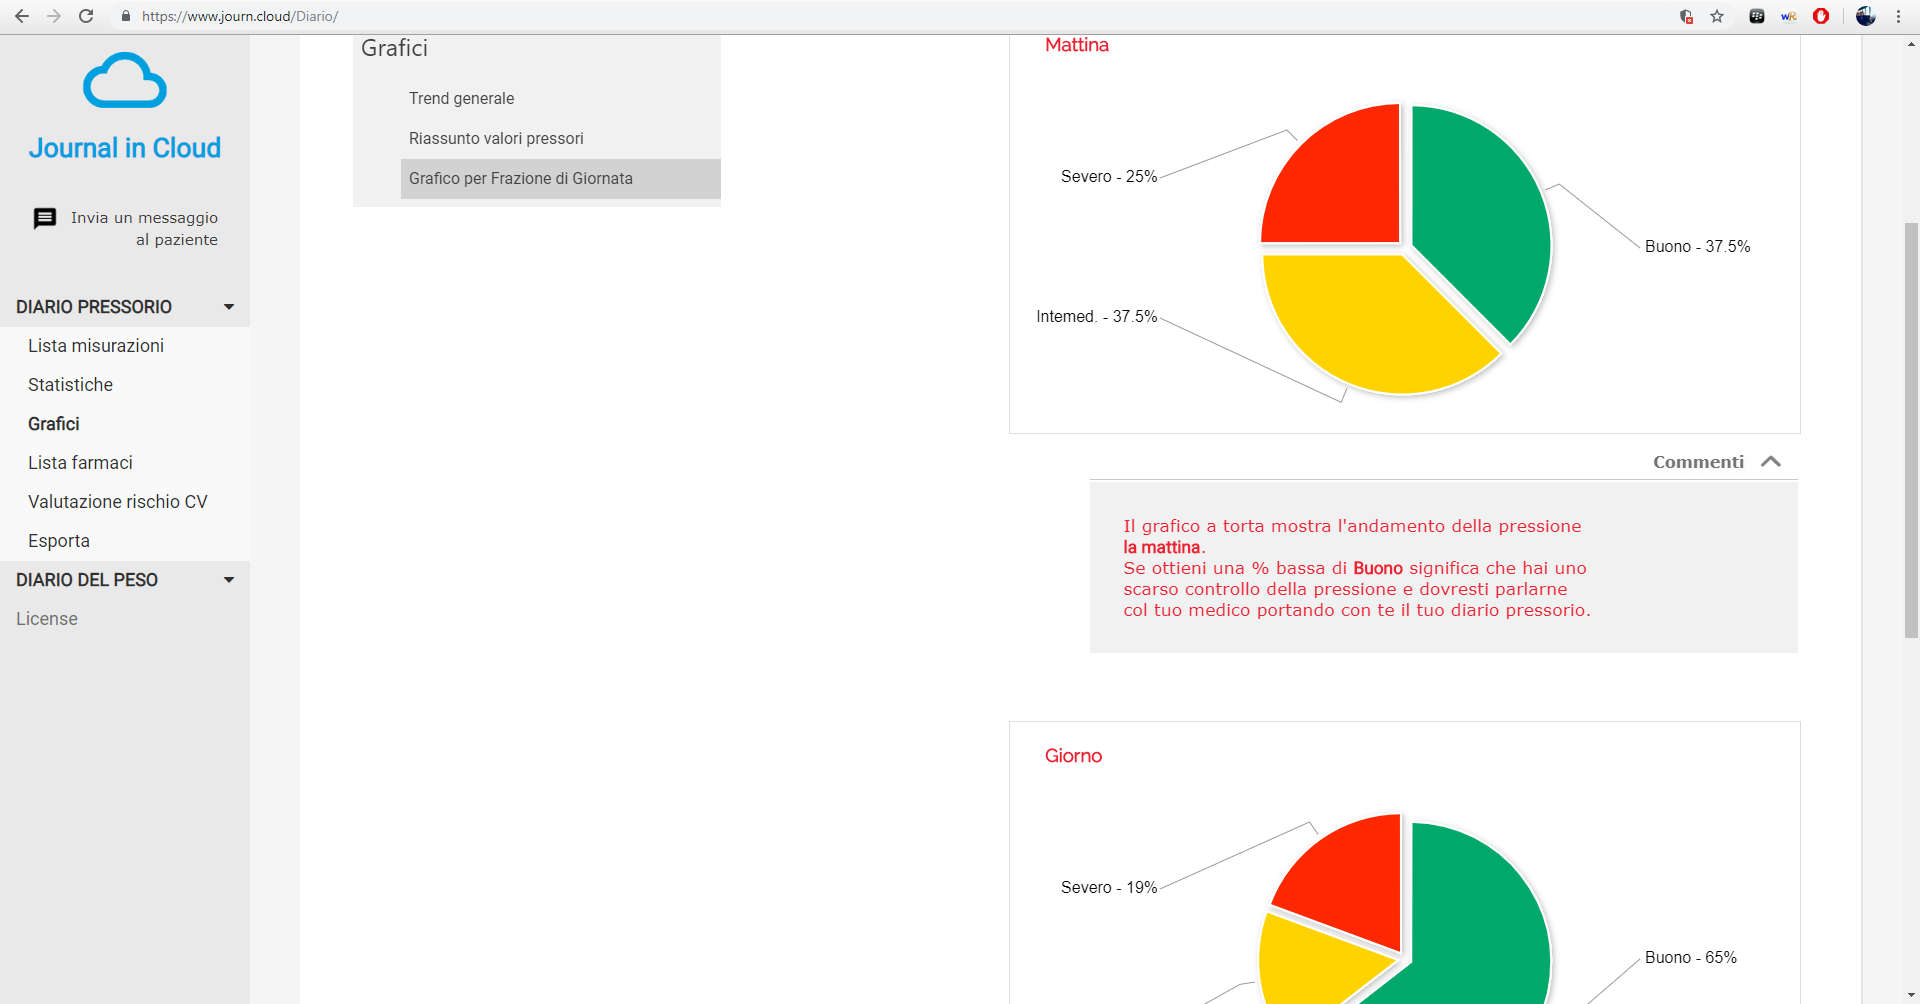 https://www.journ.cloud/Diario/
Journal in Cloud
Invia un messaggio
al paziente
DIARIO PRESSORIO
Lista misurazioni
Statistiche
Grafici
Lista farmaci
Valutazione rischio CV
Esporta
DIARIO DEL PESO
License
Grafici
Trend generale
Riassunto valori pressori
Grafico per Frazione di Giornata
Mattina
Severo - 25%
Buono - 37.5%
Intemed. - 37.5%
Commenti
Il grafico a torta mostra l'andamento della pressione
la mattina.
Se ottieni una % bassa di Buono significa che hai uno
scarso controllo della pressione e dovresti parlarne
col tuo medico portando con te il tuo diario pressorio.
Giorno
Severo - 19%
Buono - 65%